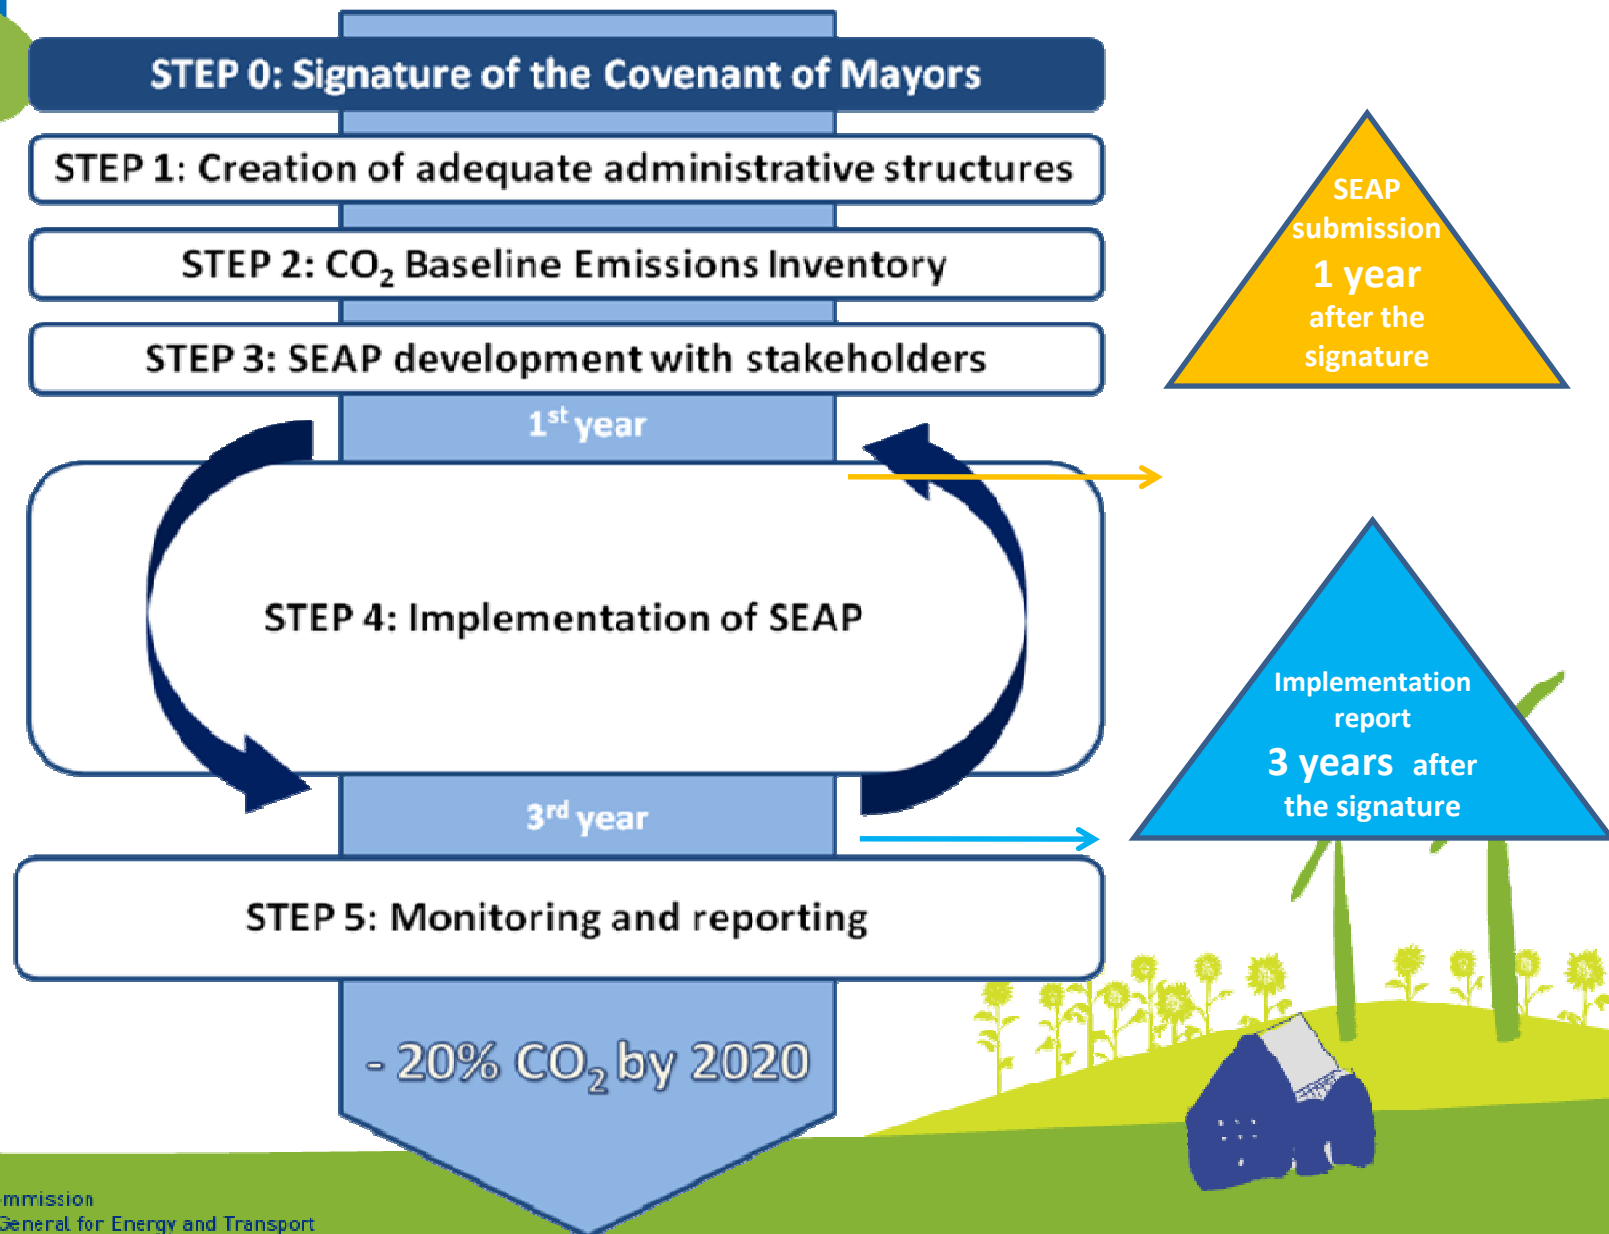 STEP 0: Signature of the Covenant of Mayors
STEP 1: Creation of adequate administrative structures
STEP 2: CO₂ Baseline Emissions Inventory
STEP 3: SEAP development with stakeholders
1st year
SEAP
submission
1 year
after the
signature
STEP 4: Implementation of SEAP
Implementation
report
3 years after
the signature
3rd year
STEP 5: Monitoring and reporting
- 20% CO₂ by 2020
mmission
General for Energy and Transport